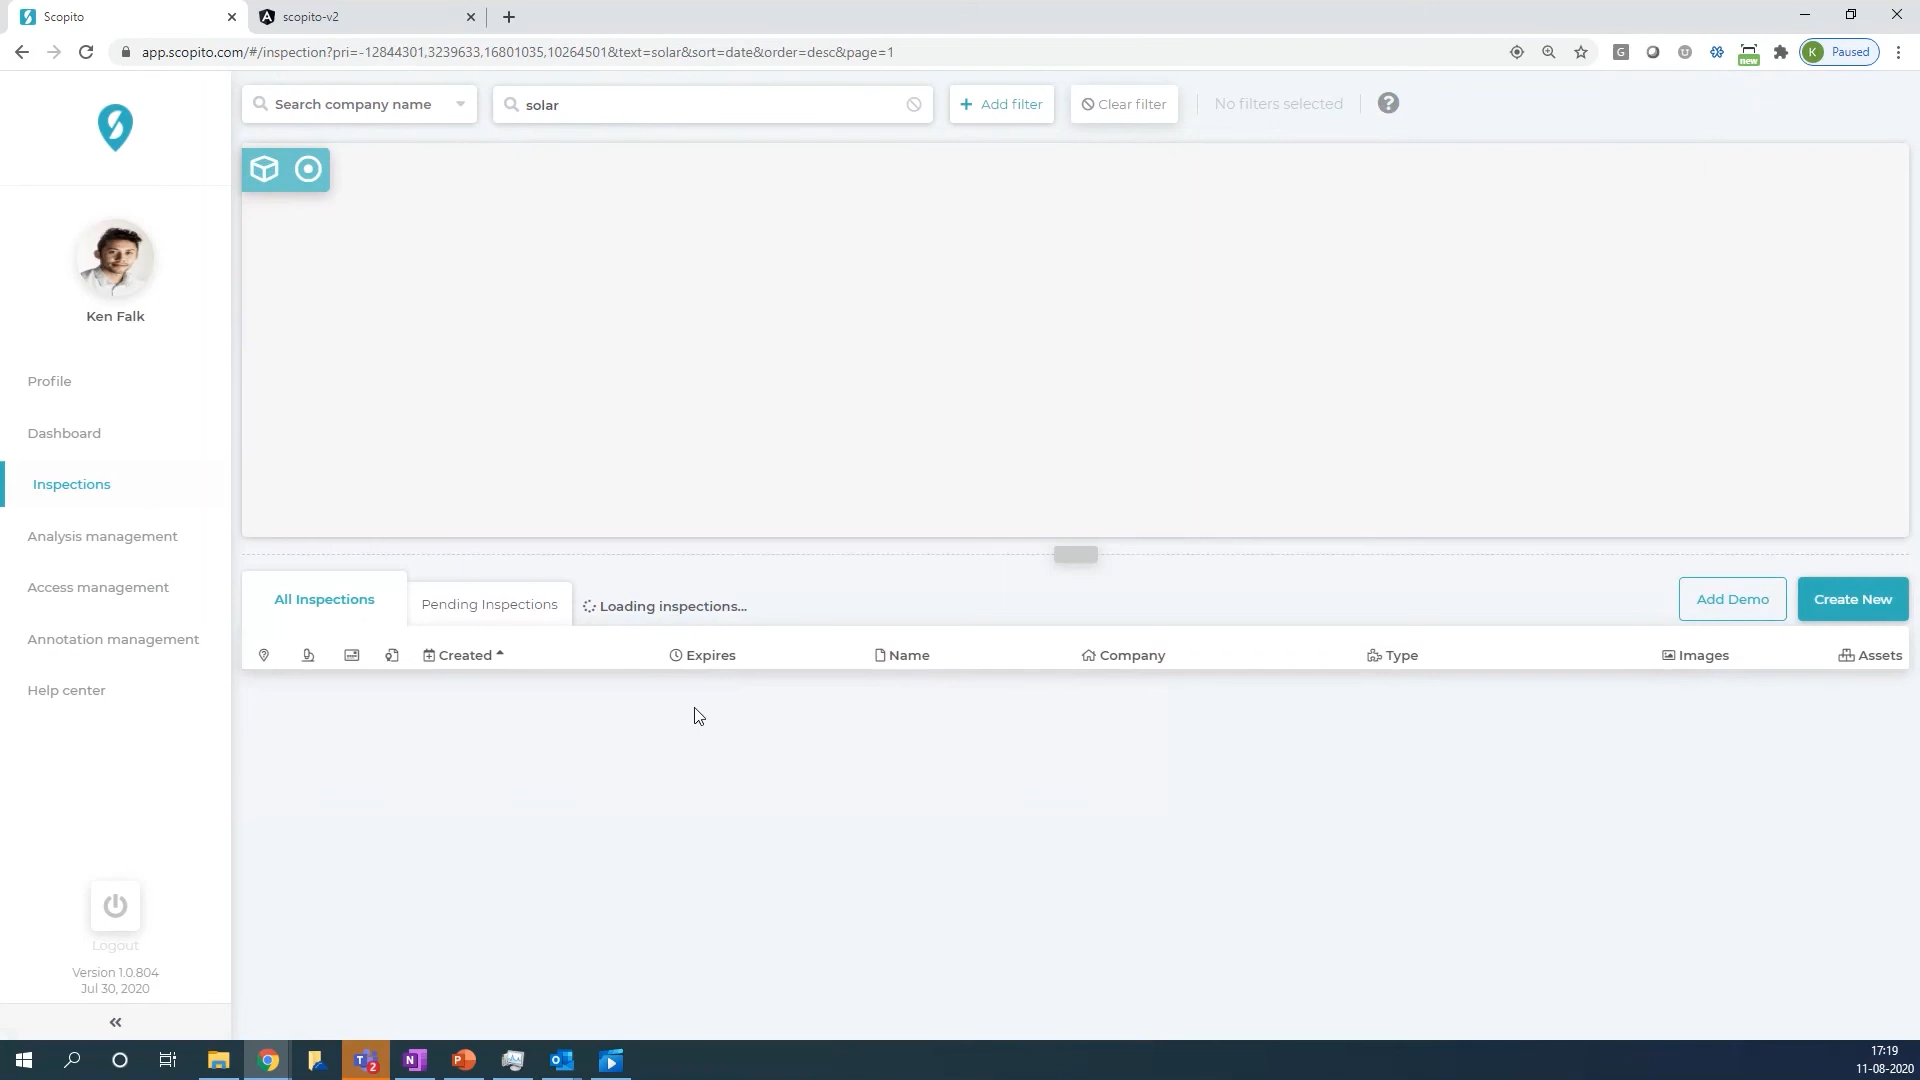 Scopito
scopito-v2
app.scopito.com/#/inspection?pri=-12844301,3239633,16801035,10264501&text=solar&sort=date&order=desc&page=1
G
new
K
Paused
Search company name
solar
Add filter
Clear filter
No filters selected
?
Ken Falk
Profile
Dashboard
Inspections
Analysis management
Access management
Annotation management
Help center
Logout
Version 1.0.804
Jul 30, 2020
All Inspections
Pending Inspections
Loading inspections...
Add Demo
Create New
Created
Expires
Name
Company
Type
Images
Assets
2
17:19
11-08-2020